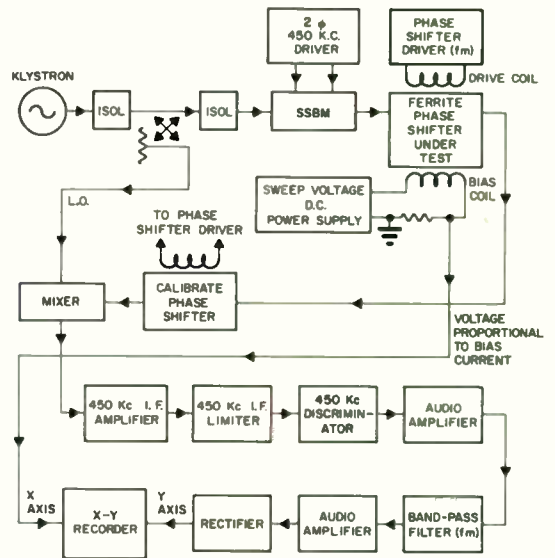 2 ϕ
450 K.C.
DRIVER
PHASE
SHIFTER
DRIVER (fm)
KLYSTRON
DRIVE COIL
ISOL
ISOL
SSBM
FERRITE
PHASE
SHIFTER
UNDER
TEST
L.O.
SWEEP VOLTAGE
D.C.
POWER SUPPLY
BIAS
COIL
TO PHASE
SHIFTER DRIVER
MIXER
CALIBRATE
PHASE
SHIFTER
VOLTAGE
PROPORTIONAL
TO BIAS
CURRENT
450 Kc I.F.
AMPLIFIER
450 Kc I.F.
LIMITER
450 Kc
DISCRIMIN-
ATOR
AUDIO
AMPLIFIER
X
AXIS
X-Y
RECORDER
Y
AXIS
RECTIFIER
AUDIO
AMPLIFIER
BAND-PASS
FILTER (fm)